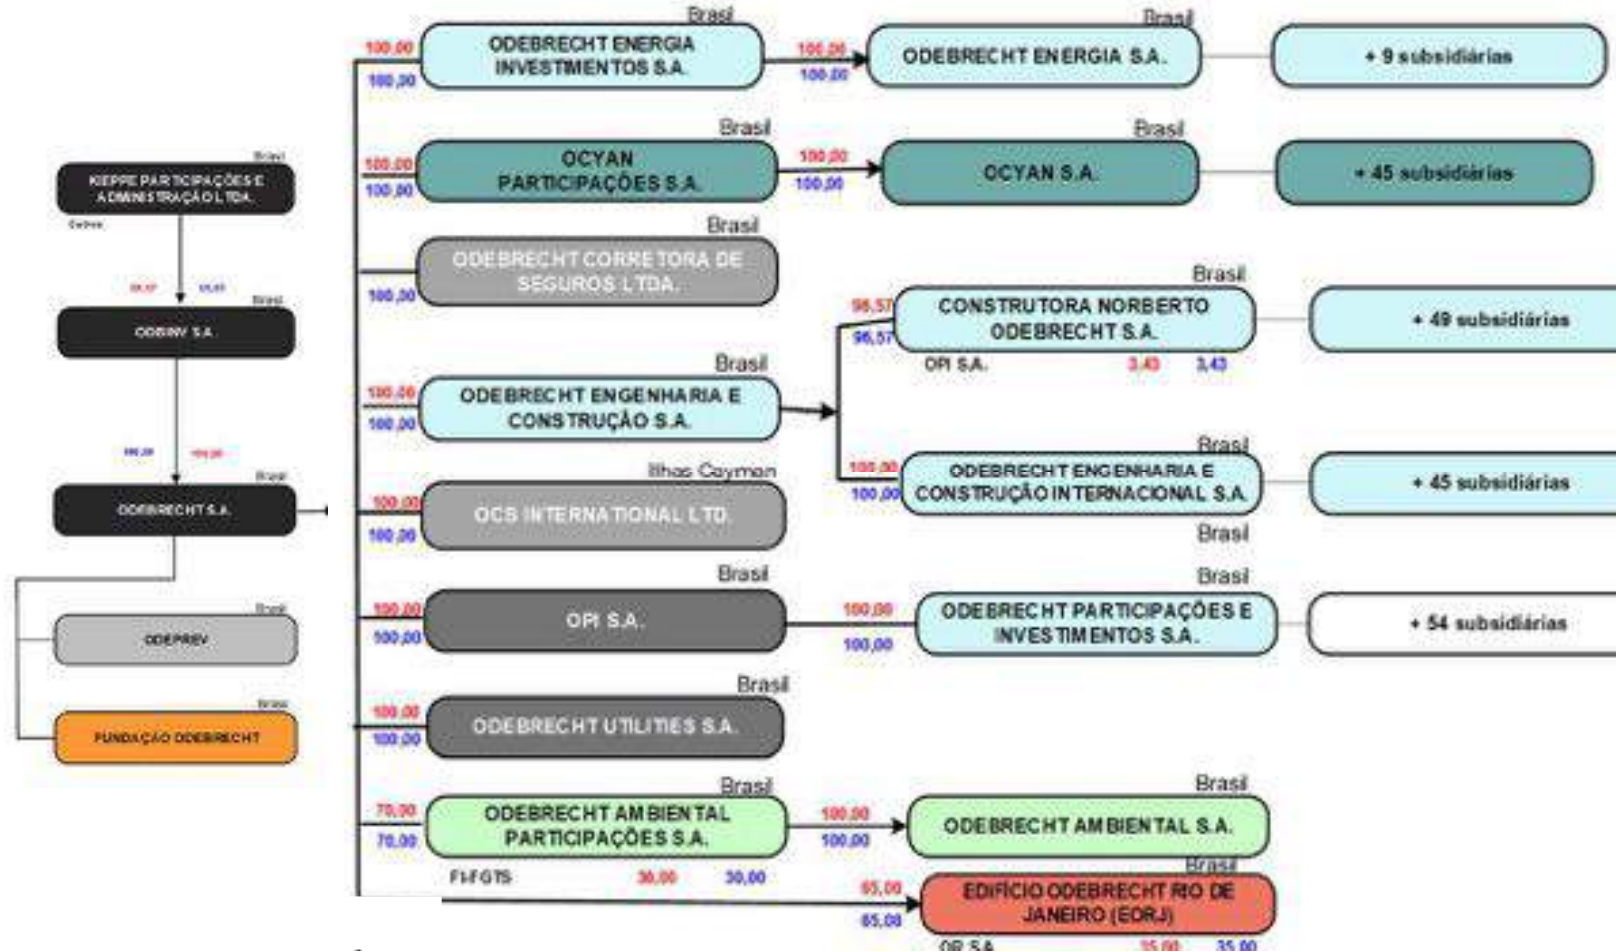 Brasil
KIEPPE PARTICIPAÇÕES E
ADMINISTRAÇÃO LTDA.
Brasil
ODBINV S.A.
Brasil
ODEBRECHT S.A.
Brasil
ODEPREV
Brasil
FUNDAÇÃO ODEBRECHT
Brasil
100,00
100,00
ODEBRECHT ENERGIA
INVESTIMENTOS S.A.
100,00
100,00
Brasil
ODEBRECHT ENERGIA S.A.
+ 9 subsidiárias
Brasil
100,00
100,00
OCYAN
PARTICIPAÇÕES S.A.
100,00
100,00
Brasil
OCYAN S.A.
+ 45 subsidiárias
Brasil
100,00
ODEBRECHT CORRETORA DE
SEGUROS LTDA.
Brasil
100,00
100,00
ODEBRECHT ENGENHARIA E
CONSTRUÇÃO S.A.
Brasil
96,57
96,57
CONSTRUTORA NORBERTO
ODEBRECHT S.A.
OPI S.A. 3,43 3,43
+ 49 subsidiárias
Brasil
100,00
100,00
ODEBRECHT ENGENHARIA E
CONSTRUÇÃO INTERNACIONAL S.A.
Brasil
+ 45 subsidiárias
Ilhas Cayman
100,00
100,00
OCS INTERNATIONAL LTD.
Brasil
100,00
100,00
OPI S.A.
100,00
100,00
Brasil
ODEBRECHT PARTICIPAÇÕES E
INVESTIMENTOS S.A.
+ 54 subsidiárias
Brasil
100,00
100,00
ODEBRECHT UTILITIES S.A.
Brasil
70,00
70,00
ODEBRECHT AMBIENTAL
PARTICIPAÇÕES S.A.
FI-FGTS 30,00 30,00
100,00
100,00
Brasil
ODEBRECHT AMBIENTAL S.A.
Brasil
65,00
65,00
EDIFÍCIO ODEBRECHT RIO DE
JANEIRO (EORJ)
OR S.A. 35,00 35,00